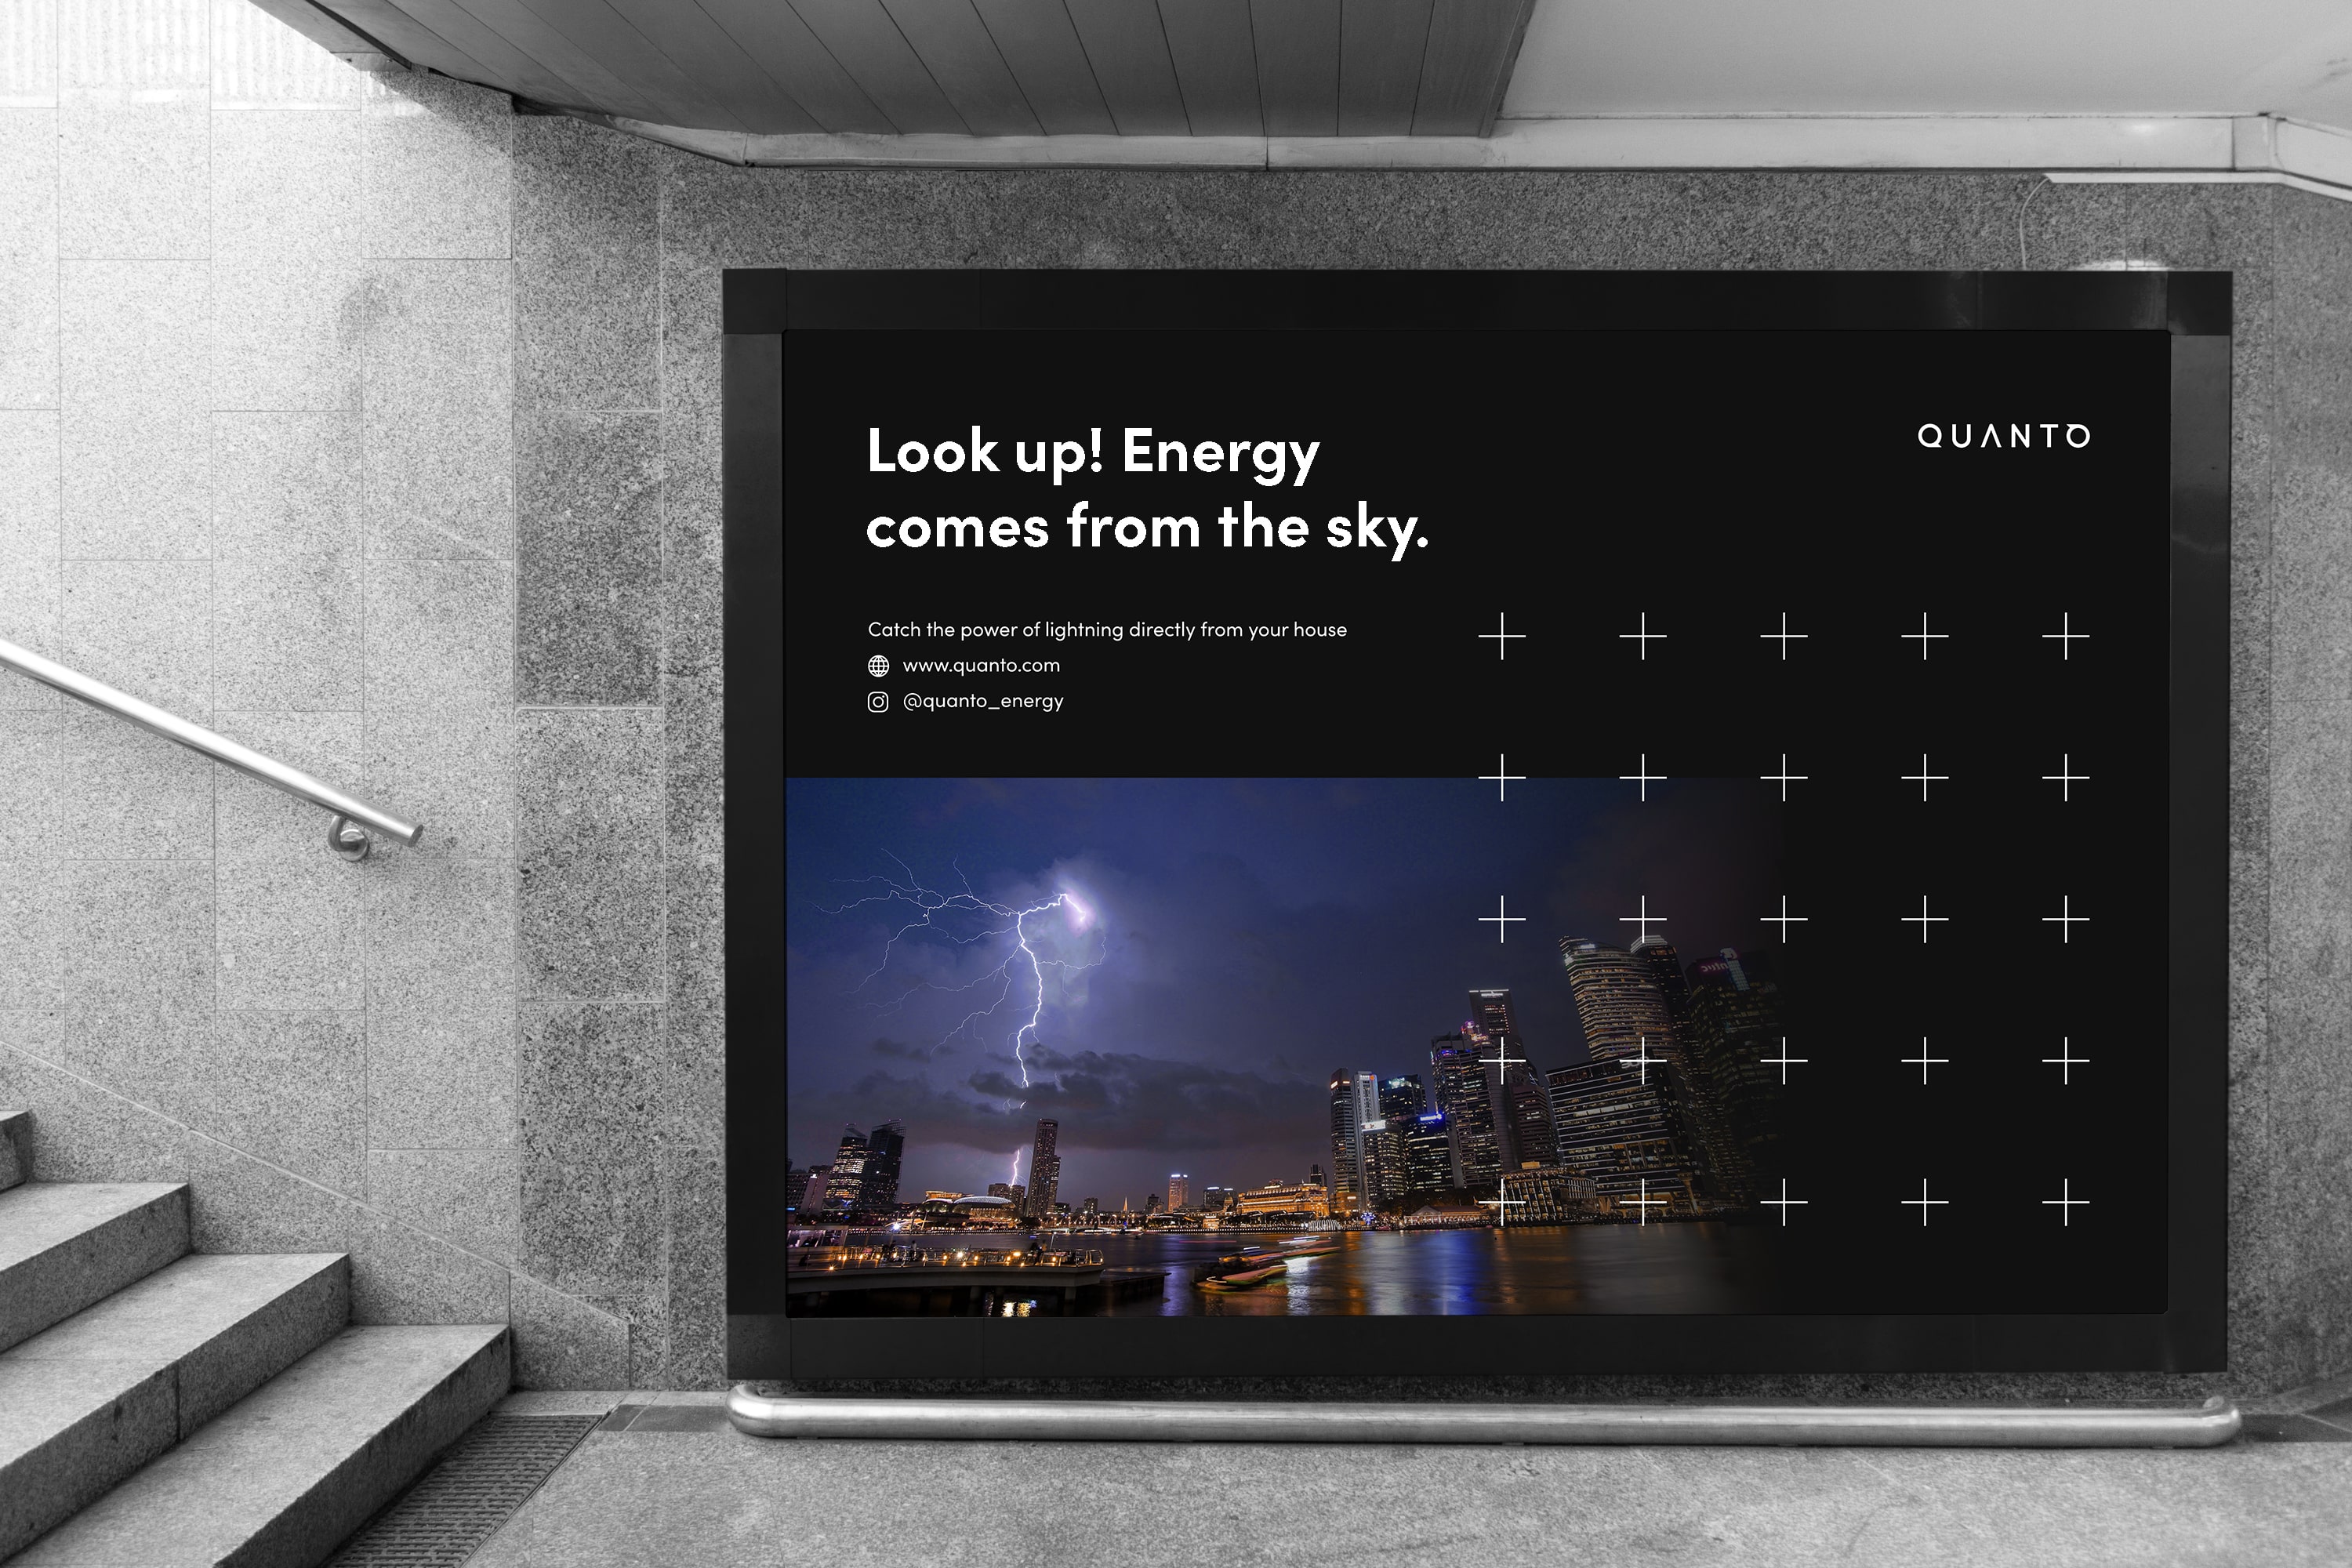 Look up! Energy
comes from the sky.
QUANTO
Catch the power of lightning directly from your house
www.quanto.com
@quanto_energy